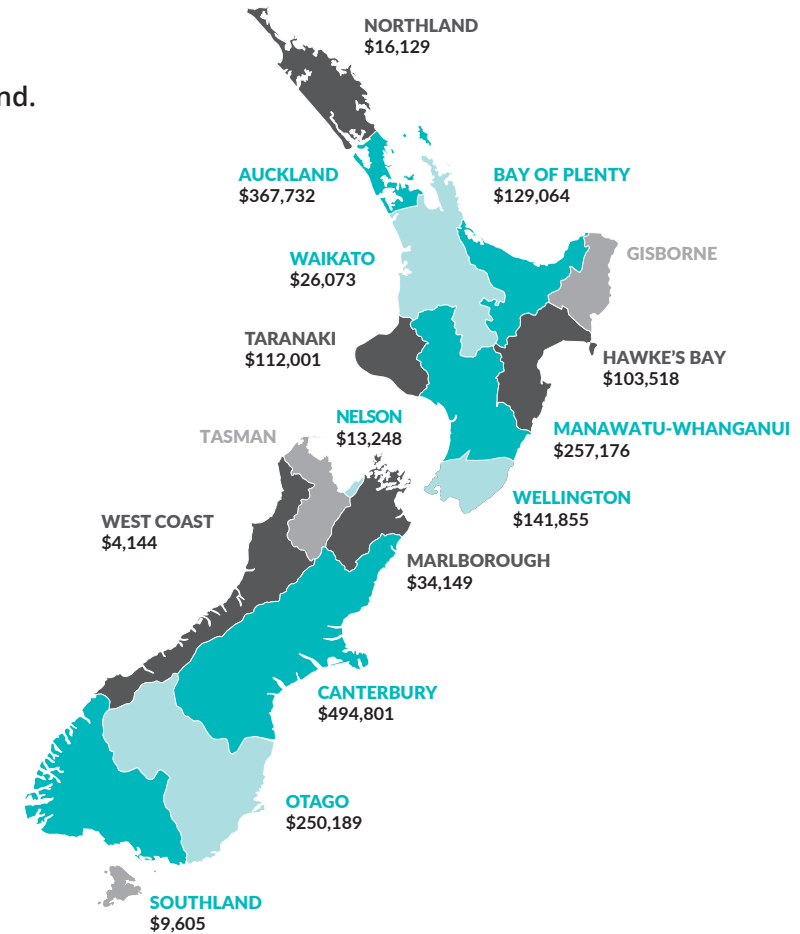 NORTHLAND
$16,129
nd.
AUCKLAND
$367,732
BAY OF PLENTY
$129,064
WAIKATO
$26,073
GISBORNE
TARANAKI
$112,001
HAWKE'S BAY
$103,518
NELSON
$13,248
TASMAN
MANAWATU-WHANGANUI
$257,176
WELLINGTON
$141,855
WEST COAST
$4,144
MARLBOROUGH
$34,149
CANTERBURY
$494,801
OTAGO
$250,189
SOUTHLAND
$9,605